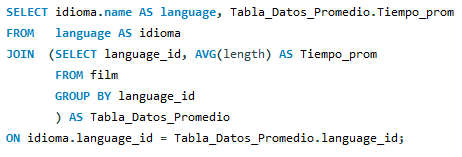 SELECT idioma.name AS language, Tabla_Datos_Promedio.Tiempo_prom
FROM   language AS idioma
JOIN  (SELECT language_id, AVG(length) AS Tiempo_prom
       FROM film
       GROUP BY language_id
       ) AS Tabla_Datos_Promedio
ON idioma.language_id = Tabla_Datos_Promedio.language_id;